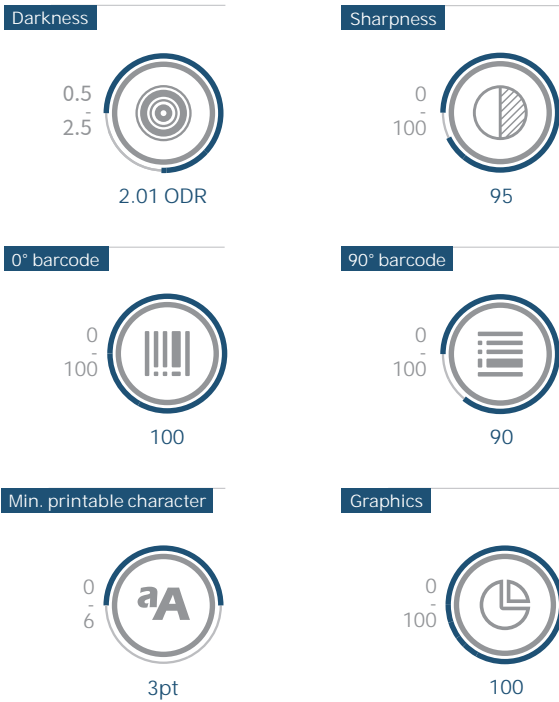 Darkness
0.5
-
2.5
2.01 ODR
Sharpness
0
-
100
95
0° barcode
0
-
100
100
90° barcode
0
-
100
90
Min. printable character
0
-
6
aA
3pt
Graphics
0
-
100
100